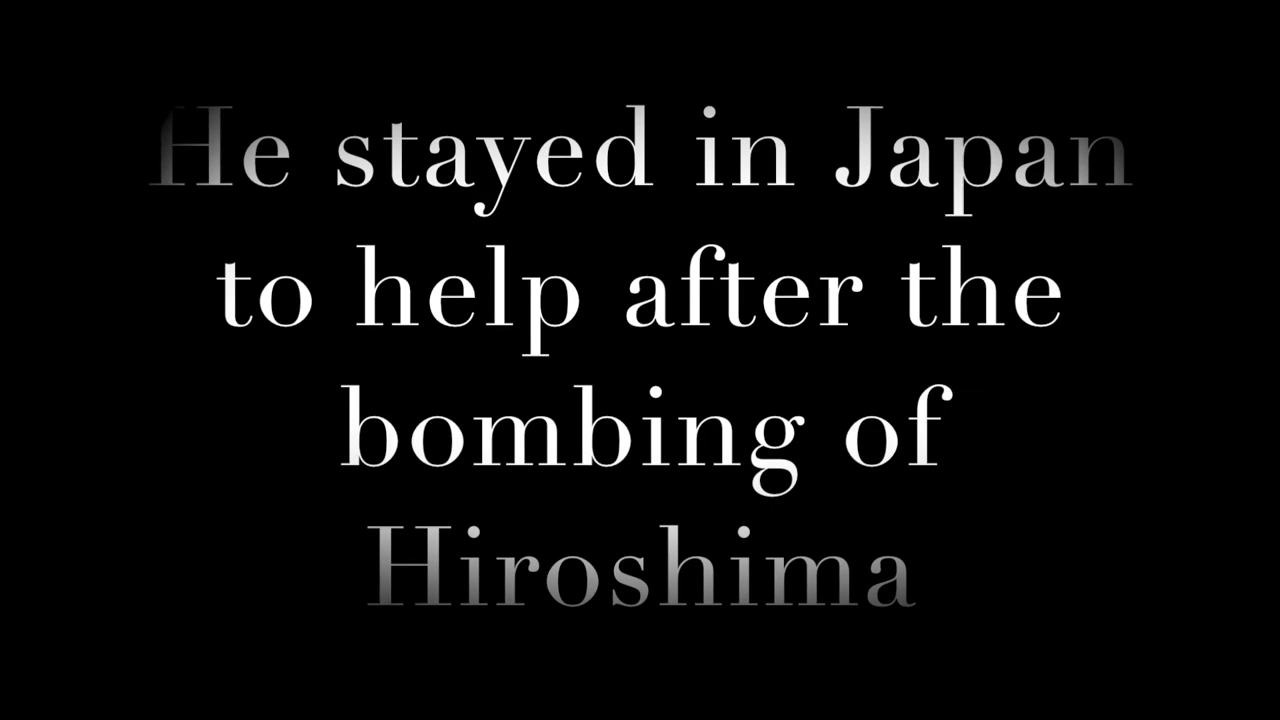 He stayed in Japan
to help after the
bombing of
Hiroshima